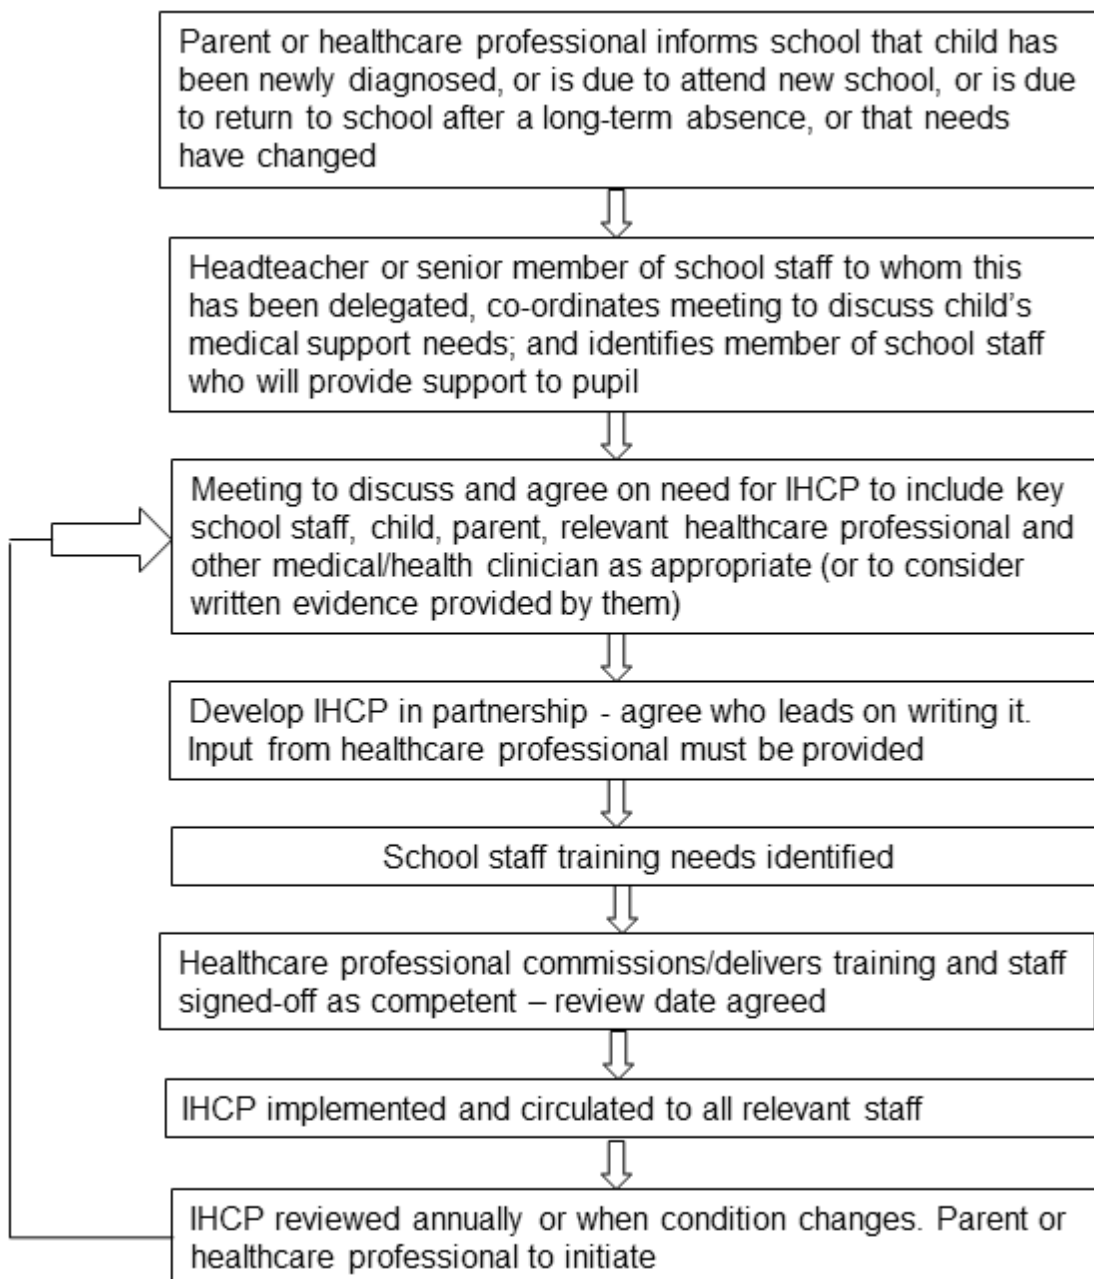 Parent or healthcare professional informs school that child has
been newly diagnosed, or is due to attend new school, or is due
to return to school after a long-term absence, or that needs
have changed
Headteacher or senior member of school staff to whom this
has been delegated, co-ordinates meeting to discuss child's
medical support needs; and identifies member of school staff
who will provide support to pupil
Meeting to discuss and agree on need for IHCP to include key
school staff, child, parent, relevant healthcare professional and
other medical/health clinician as appropriate (or to consider
written evidence provided by them)
Develop IHCP in partnership - agree who leads on writing it.
Input from healthcare professional must be provided
School staff training needs identified
Healthcare professional commissions/delivers training and staff
signed-off as competent – review date agreed
IHCP implemented and circulated to all relevant staff
IHCP reviewed annually or when condition changes. Parent or
healthcare professional to initiate